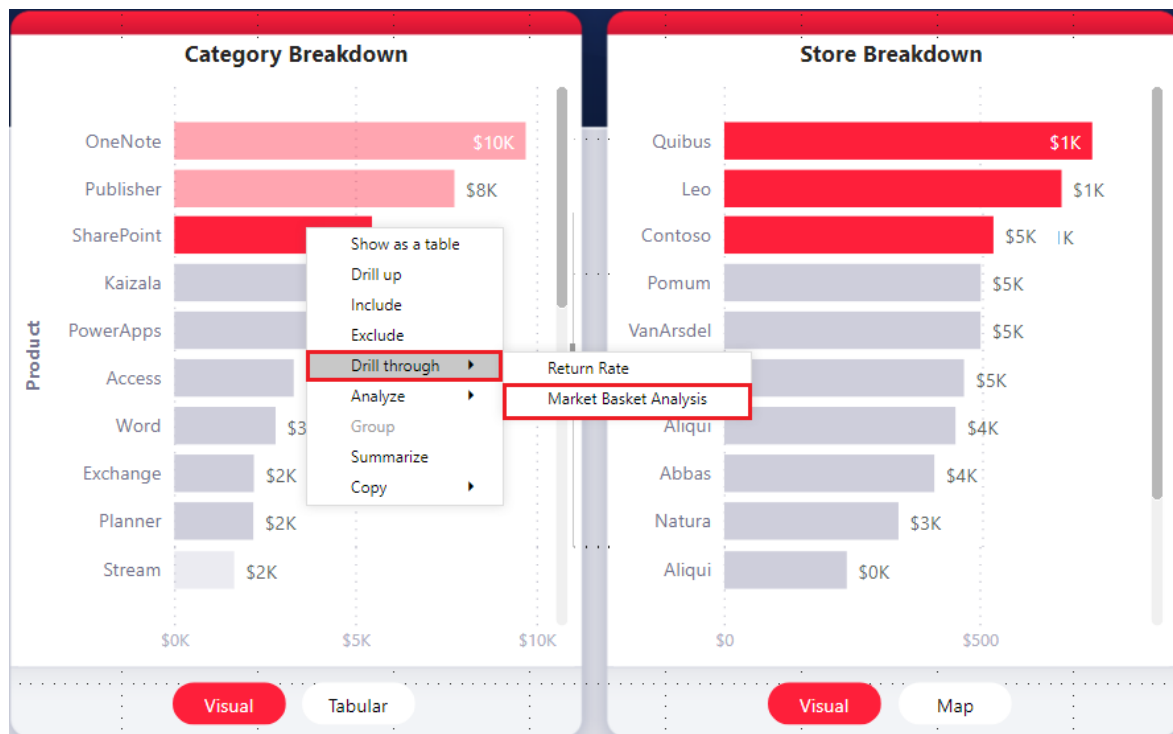 Category Breakdown
Product
OneNote $10K
Publisher $8K
SharePoint
Kaizala
PowerApps
Access
Word $3
Exchange $2K
Planner $2K
Stream $2K
$0K $5K $10K
Show as a table
Drill up
Include
Exclude
Drill through
Analyze
Group
Summarize
Copy
Return Rate
Market Basket Analysis
Visual Tabular
Store Breakdown
Quibus $1K
Leo $1K
Contoso $5K
Pomum $5K
VanArsdel $5K
$5K
Aliqui $4K
Abbas $4K
Natura $3K
Aliqui $0K
$0 $500
Visual Map